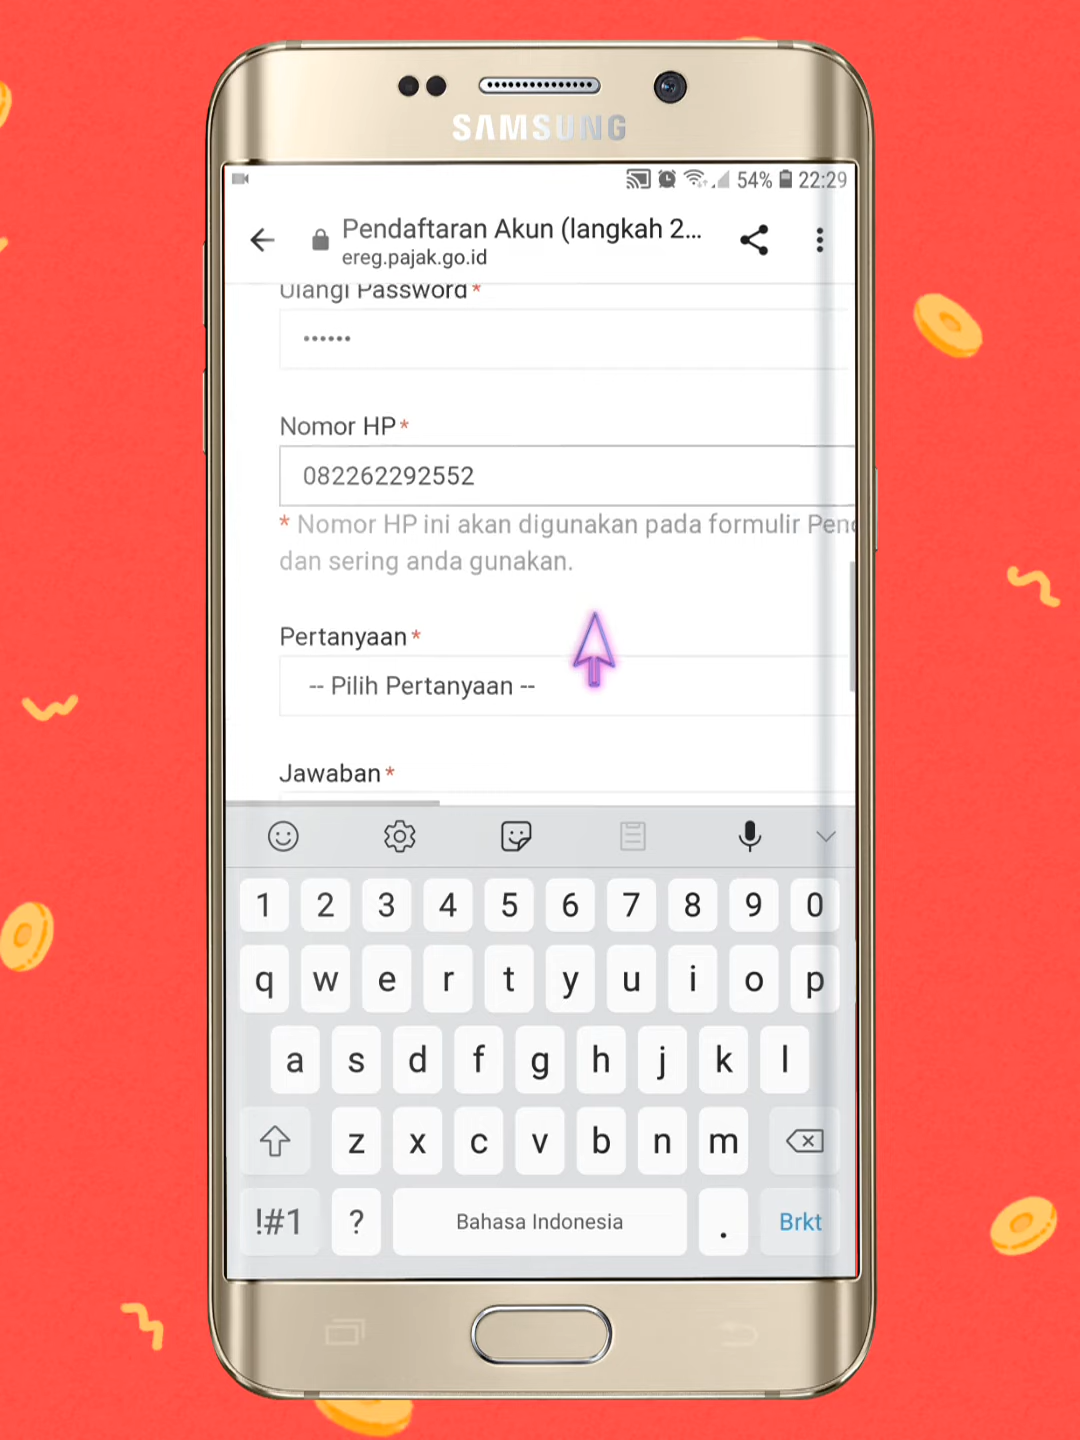 SAMSUNG
54% 22:29
Pendaftaran Akun (langkah 2...
ereg.pajak.go.id
Ulangi Password*
••••••
Nomor HP*
082262292552
* Nomor HP ini akan digunakan pada formulir Pend
dan sering anda gunakan.
Pertanyaan*
-- Pilih Pertanyaan --
Jawaban*
1 2 3 4 5 6 7 8 9 0
q w e r t y u i o p
a s d f g h j k l
z x c v b n m
!#1 ? Bahasa Indonesia . Brkt